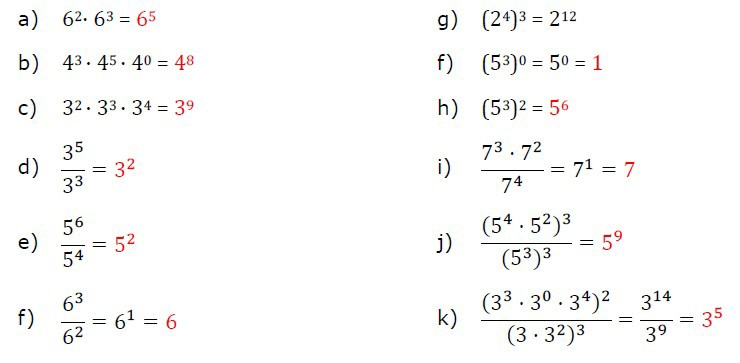 a) 6²· 6³ = 6⁵
b) 4³ · 4⁵ · 4⁰ = 4⁸
c) 3² · 3³ · 3⁴ = 3⁹
d) 3⁵/3³ = 3²
e) 5⁶/5⁴ = 5²
f) 6³/6² = 6¹ = 6
g) (2⁴)³ = 2¹²
f) (5³)⁰ = 5⁰ = 1
h) (5³)² = 5⁶
i) 7³ · 7²/7⁴ = 7¹ = 7
j) (5⁴ · 5²)³/(5³)³ = 5⁹
k) (3³ · 3⁰ · 3⁴)²/(3 · 3²)³ = 3¹⁴/3⁹ = 3⁵